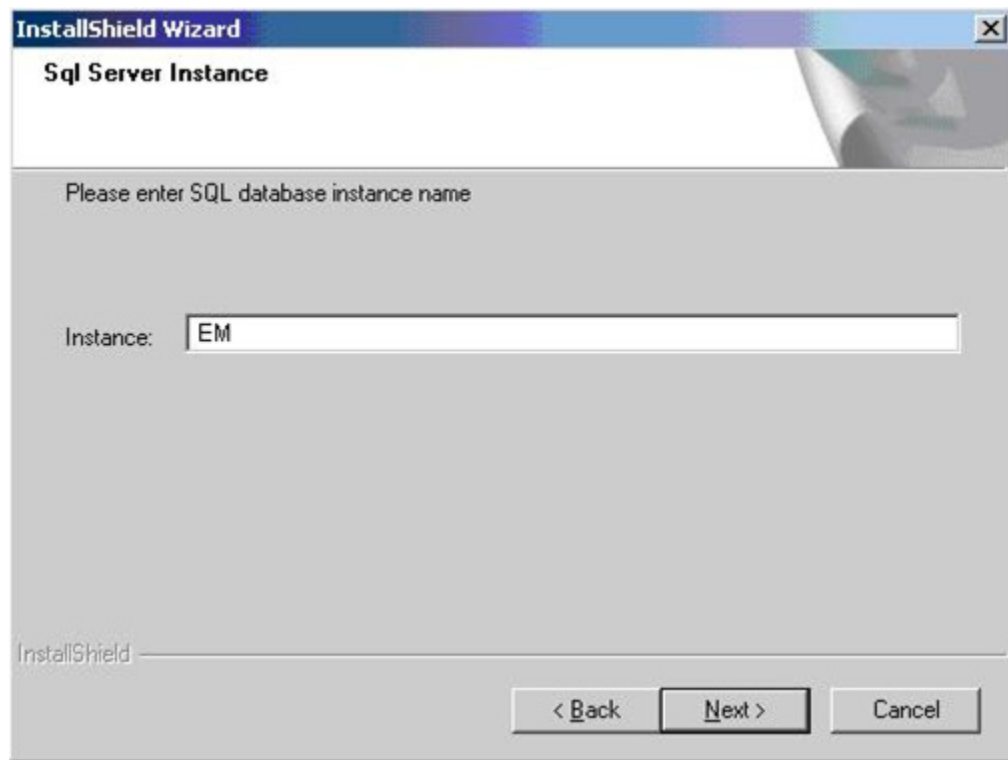 InstallShield Wizard
Sql Server Instance
Please enter SQL database instance name
Instance: EM
InstallShield
< Back Next > Cancel